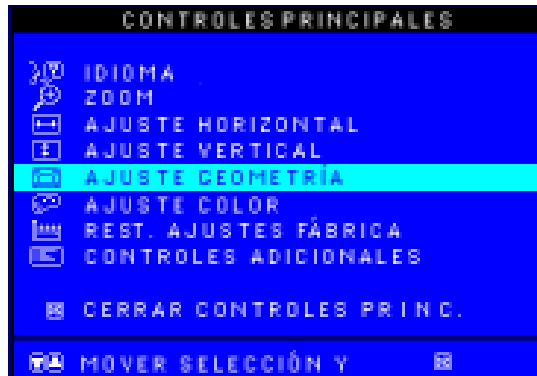 CONTROLES PRINCIPALES
IDIOMA
ZOOM
AJUSTE HORIZONTAL
AJUSTE VERTICAL
AJUSTE GEOMETRÍA
AJUSTE COLOR
REST. AJUSTES FÁBRICA
CONTROLES ADICIONALES
CERRAR CONTROLES PRINC.
MOVER SELECCIÓN Y